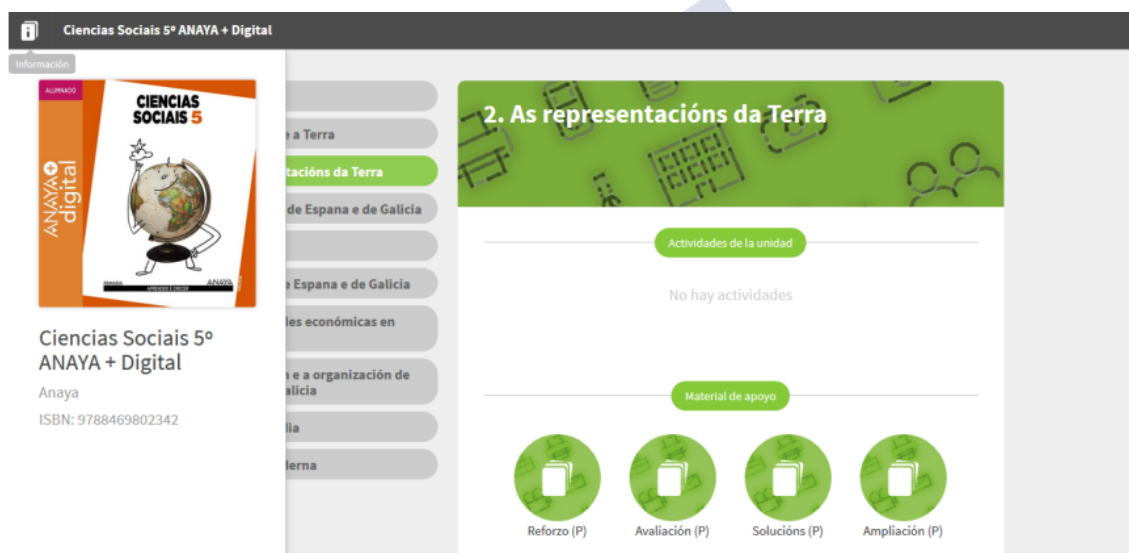 Ciencias Sociais 5º ANAYA + Digital
Información
ALUMNADO
CIENCIAS
SOCIAIS 5
ANAYA+
digital
PRIMARIA
APRENDER E CRECER
ANAYA
Ciencias Sociais 5º
ANAYA + Digital
Anaya
ISBN: 9788469802342
e a Terra
tacións da Terra
de Espana e de Galicia
e Espana e de Galicia
les económicas en
n e a organización de
alicia
lia
lerna
2. As representacións da Terra
Actividades de la unidad
No hay actividades
Material de apoyo
Reforzo (P)
Avaliación (P)
Solucións (P)
Ampliación (P)